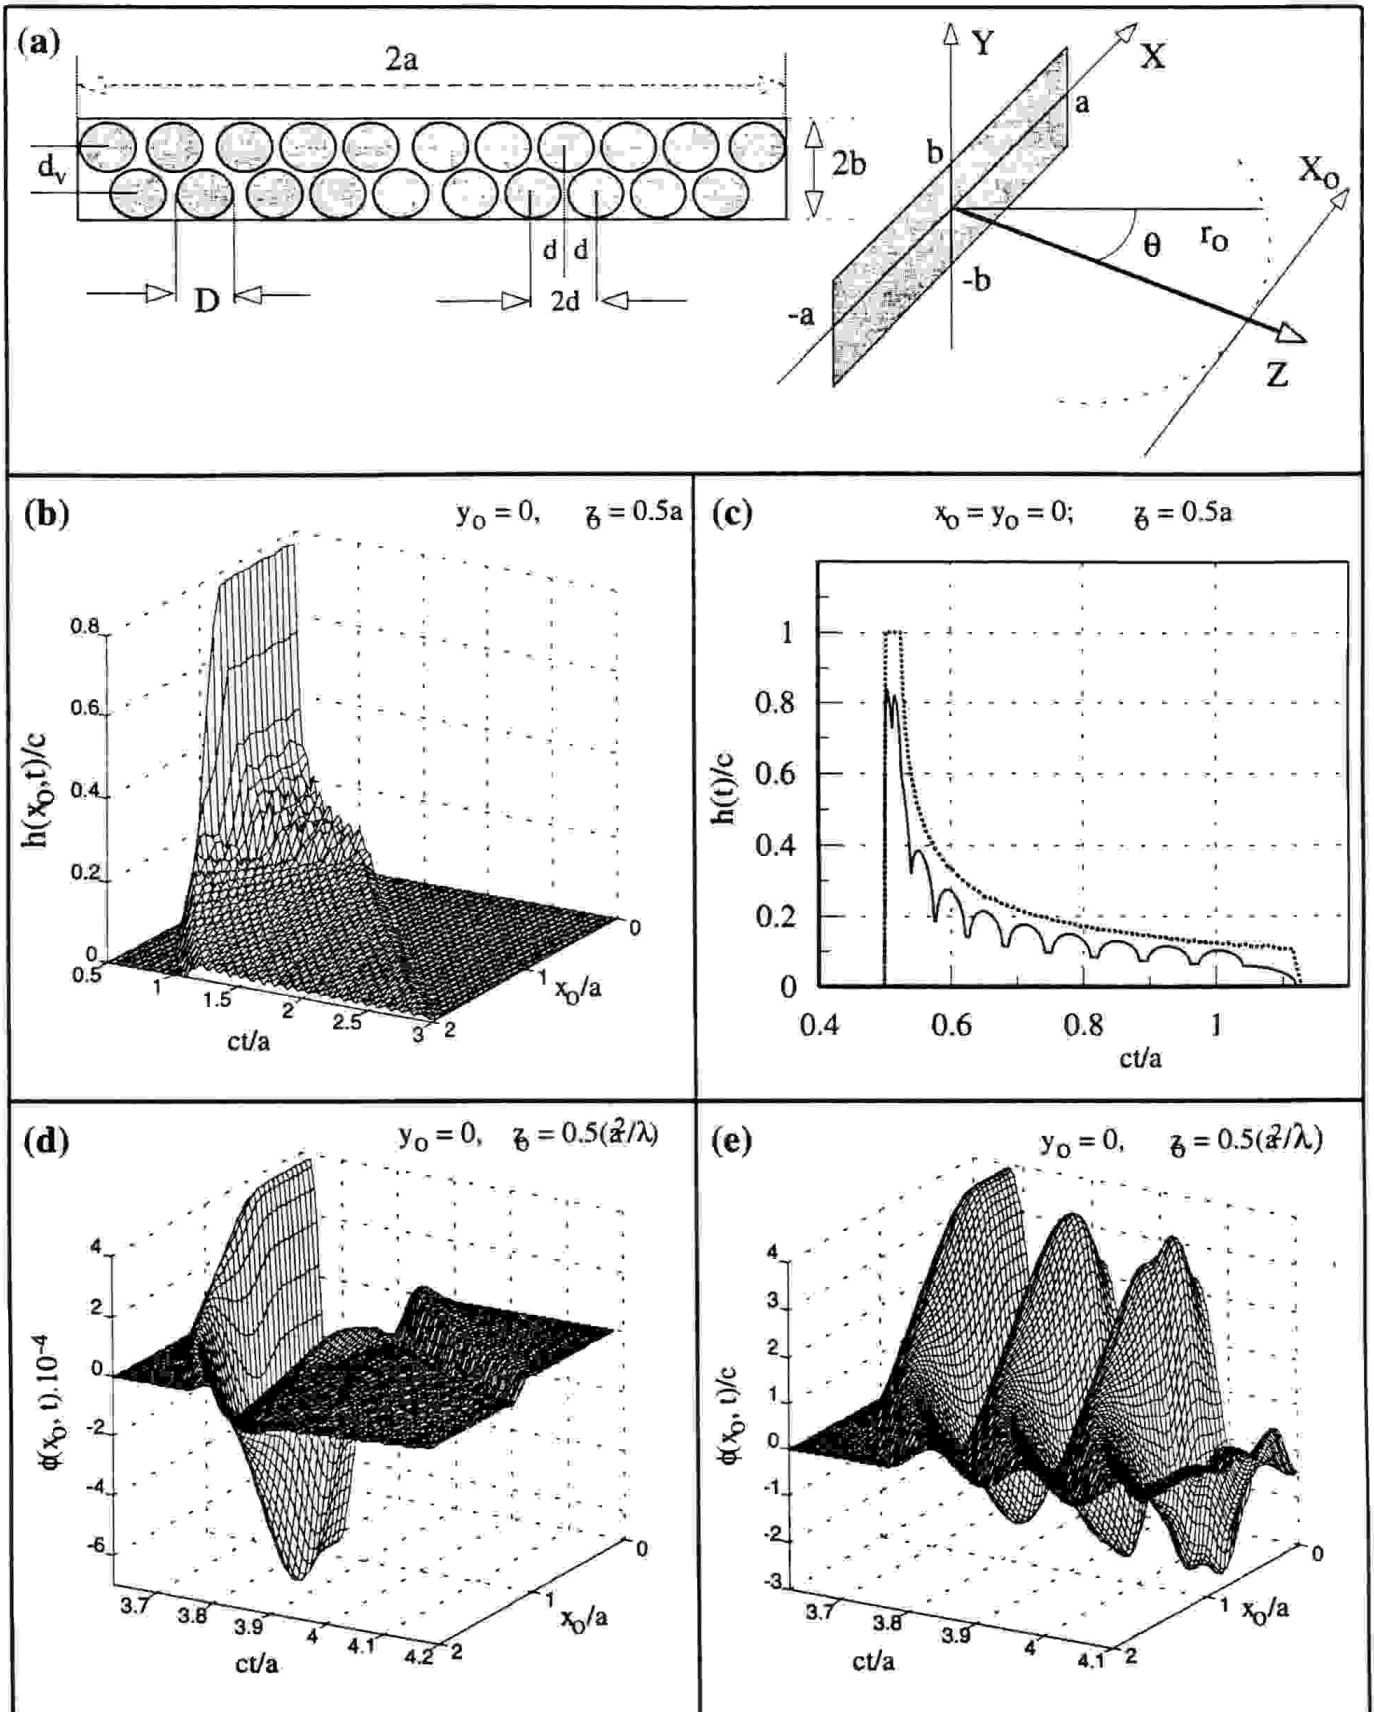 (a)
2a
d_v
D
d d
2d
2b
Y
X
a
b
-b
-a
θ
r_o
X_o
Z
(b)
y_o = 0, z_o = 0.5a
h(x_o,t)/c
0.8
0.6
0.4
0.2
0
0.5
1
1.5
2
2.5
3
ct/a
2
1
0
x_o/a
(c)
x_o = y_o = 0; z_o = 0.5a
h(t)/c
1
0.8
0.6
0.4
0.2
0
0.4 0.6 0.8 1
ct/a
(d)
y_o = 0, z_o = 0.5(a²/λ)
φ(x_o, t).10⁻⁴
4
2
0
-2
-4
-6
3.7
3.8
3.9
4
4.1
4.2
ct/a
2
1
0
x_o/a
(e)
y_o = 0, z_o = 0.5(a²/λ)
φ(x_o, t)/c
4
3
2
1
0
-1
-2
-3
3.7
3.8
3.9
4
4.1
ct/a
2
1
0
x_o/a